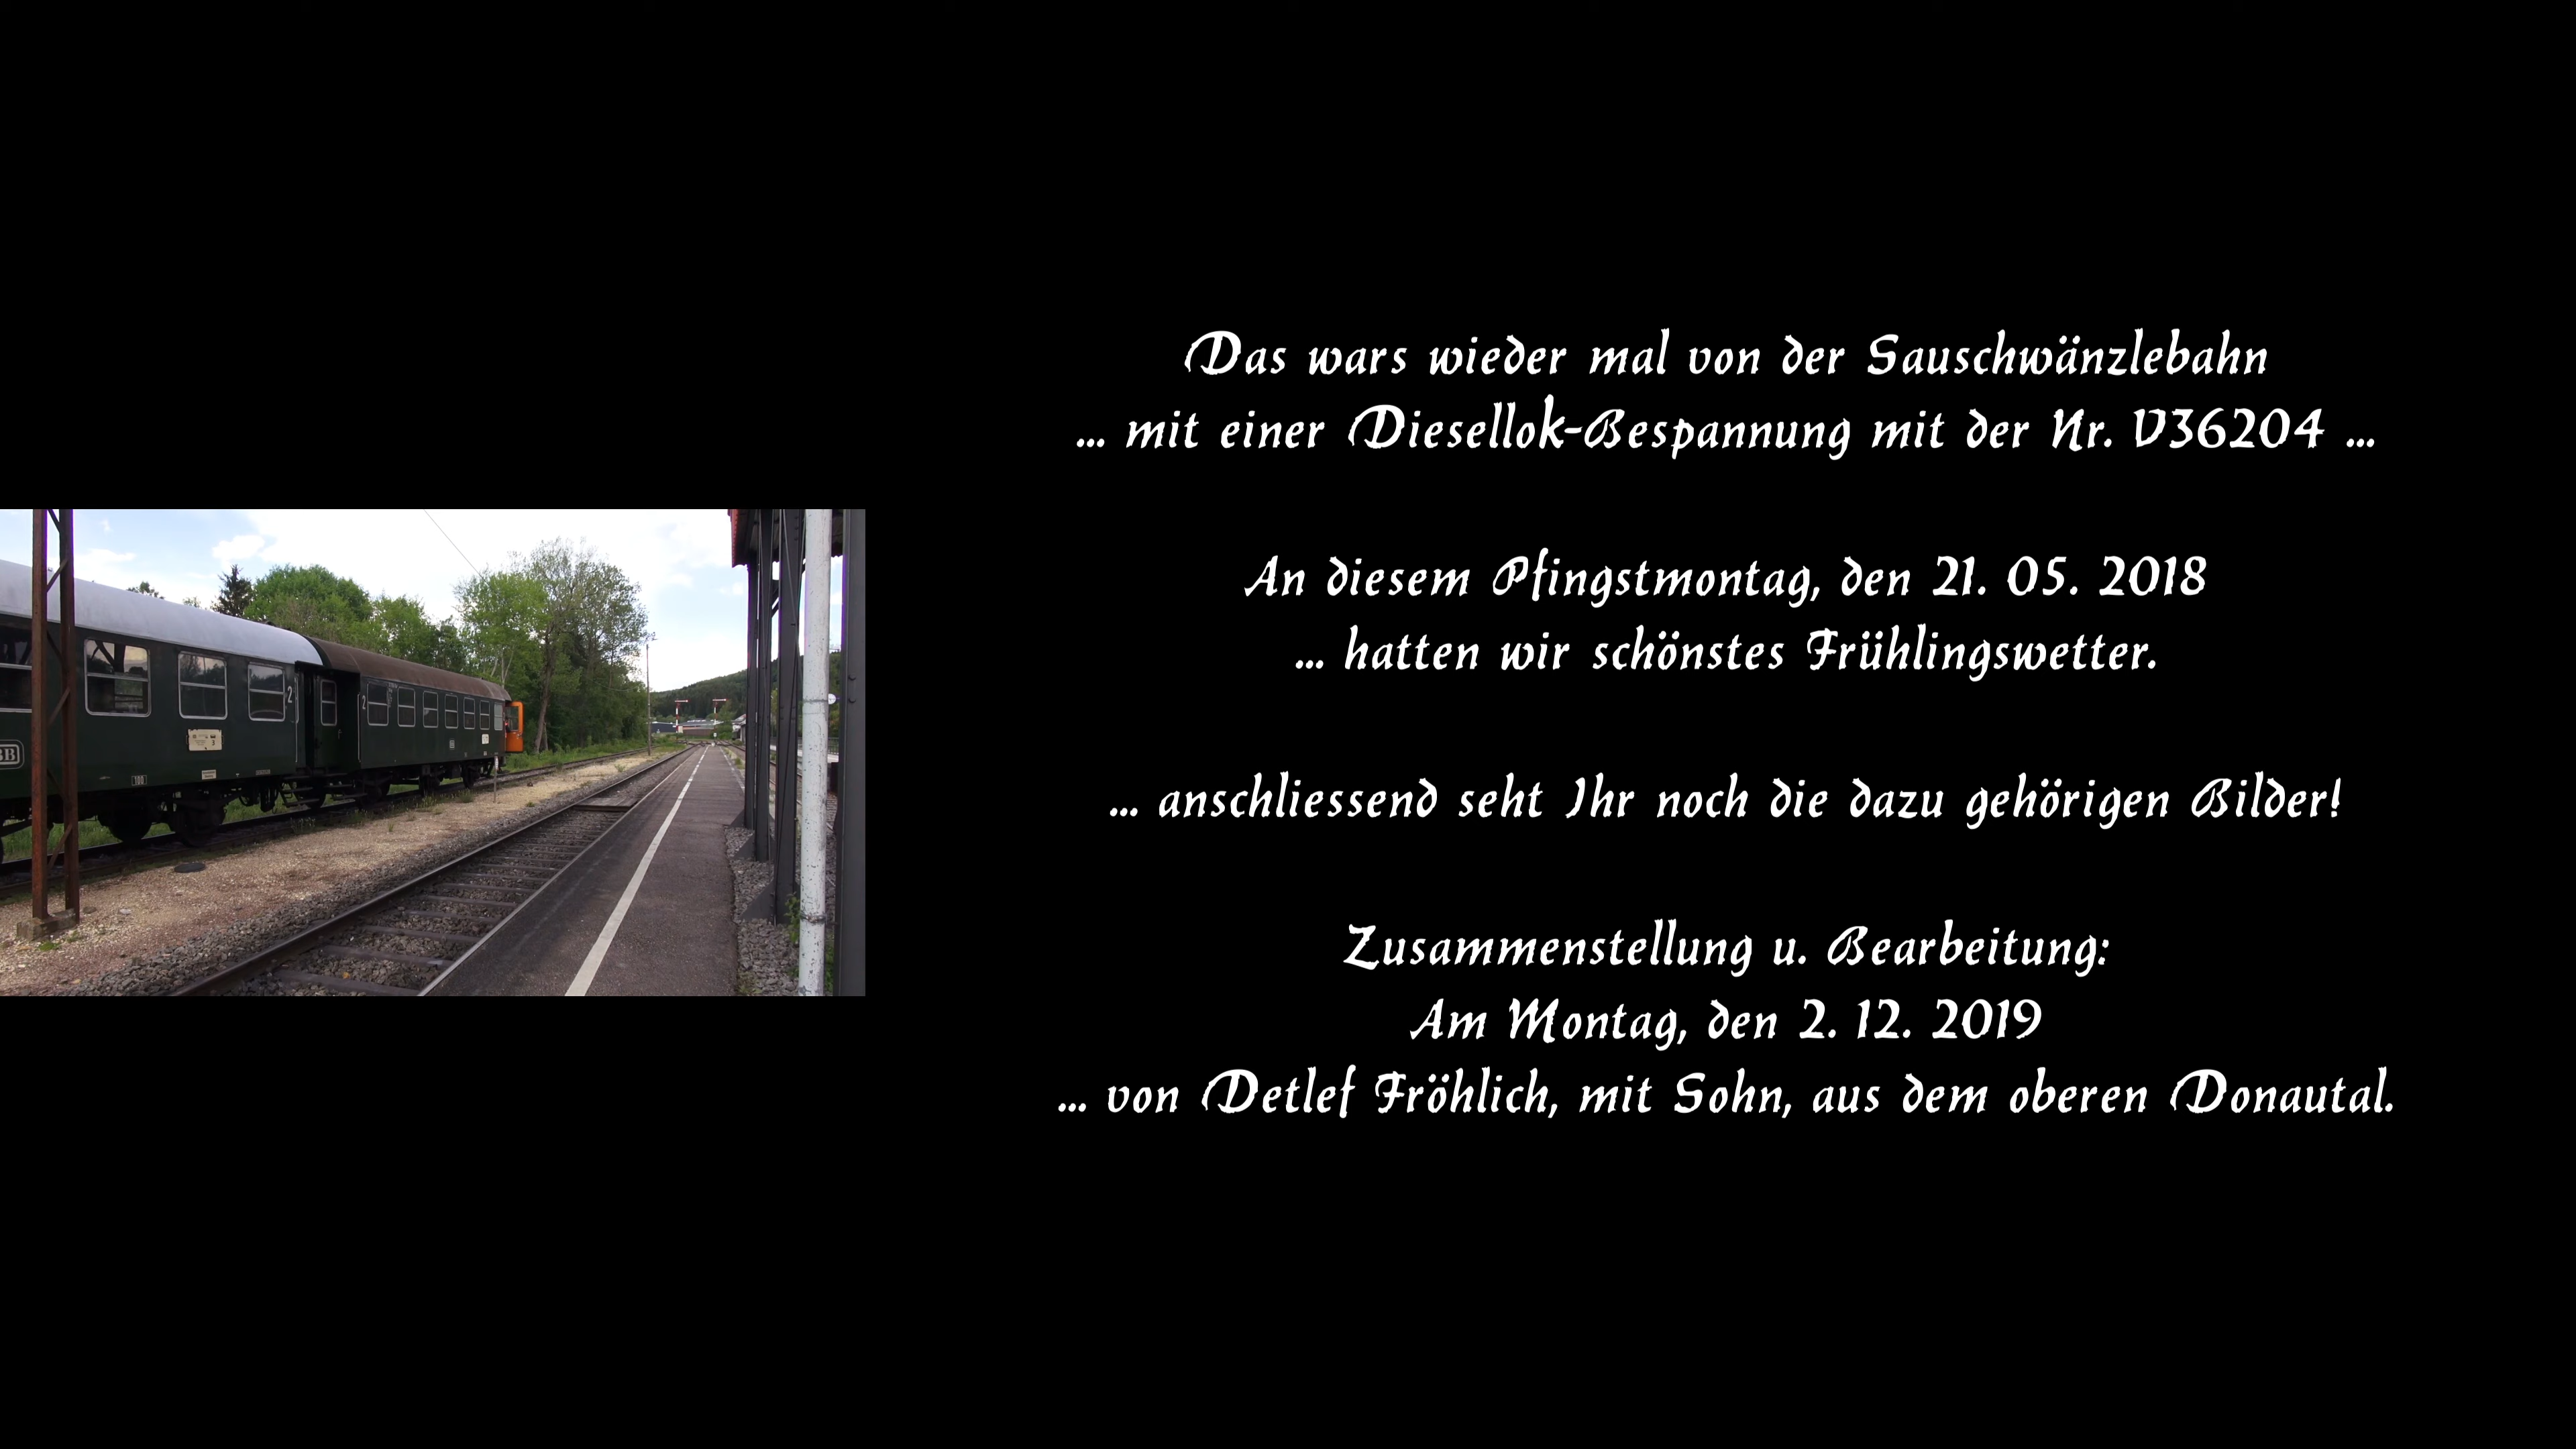 Das wars wieder mal von der Sauschwänzlebahn
... mit einer Diesellok-Bespannung mit der Nr. V36204 ...
An diesem Pfingstmontag, den 21. 05. 2018
... hatten wir schönstes Frühlingswetter.
... anschliessend seht Ihr noch die dazu gehörigen Bilder!
Zusammenstellung u. Bearbeitung:
Am Montag, den 2. 12. 2019
... von Detlef Fröhlich, mit Sohn, aus dem oberen Donautal.
2
2